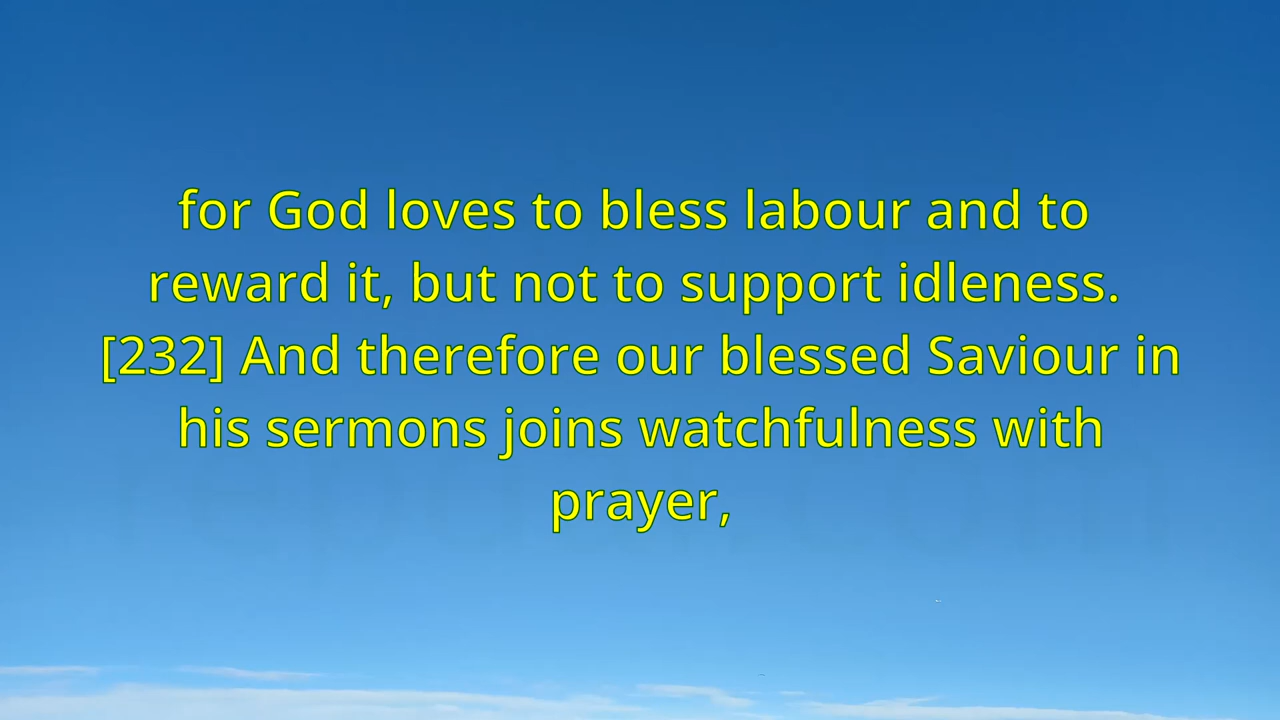 for God loves to bless labour and to
reward it, but not to support idleness.
[232] And therefore our blessed Saviour in
his sermons joins watchfulness with
prayer,